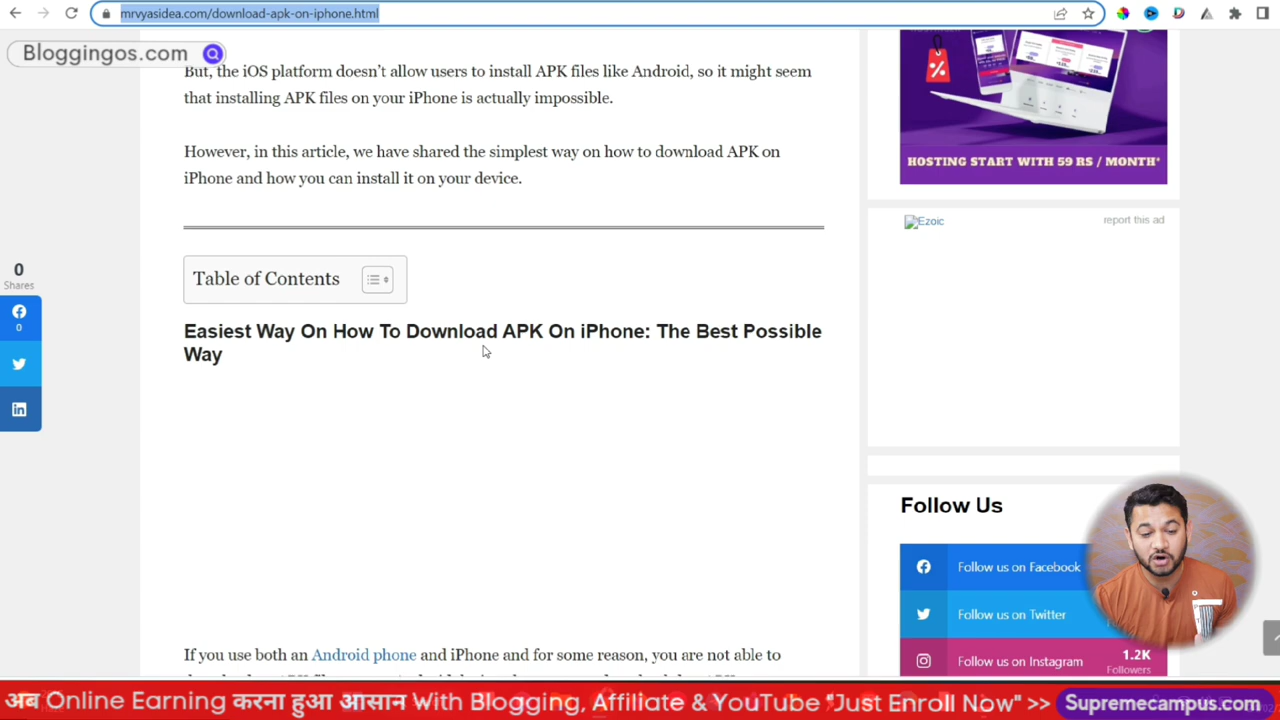 mrvyasidea.com/download-apk-on-iphone.html
Bloggingos.com
But, the iOS platform doesn't allow users to install APK files like Android, so it might seem
that installing APK files on your iPhone is actually impossible.
However, in this article, we have shared the simplest way on how to download APK on
iPhone and how you can install it on your device.
HOSTING START WITH 59 RS / MONTH*
Ezoic
report this ad
0
Shares
0
Table of Contents
Easiest Way On How To Download APK On iPhone: The Best Possible
Way
Follow Us
Follow us on Facebook
Follow us on Twitter
Follow us on Instagram
1.2K
Followers
If you use both an Android phone and iPhone and for some reason, you are not able to
अब Online Earning करना हुआ आसान With Blogging, Affiliate & YouTube "Just Enroll Now" >>
Supremecampus.com